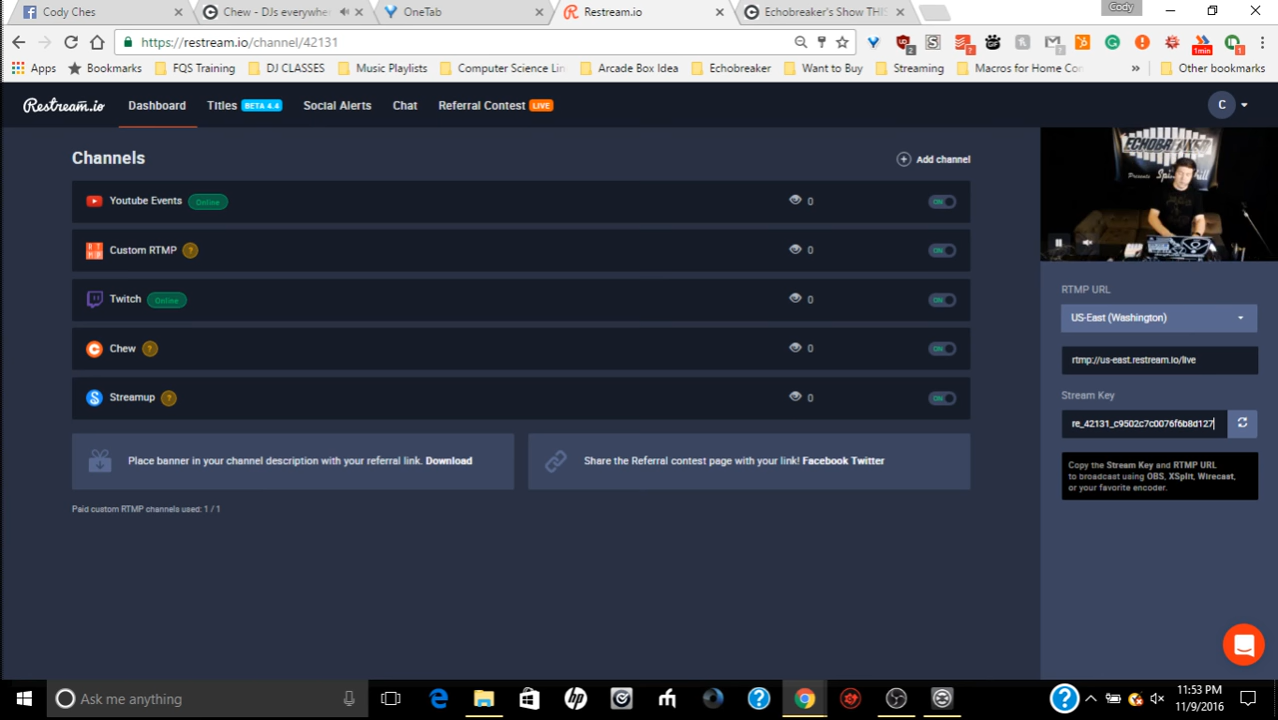 Cody Ches
Chew - DJs everywhe
OneTab
Restream.io
Echobreaker's Show THI
Cody
https://restream.io/channel/42131
Apps
Bookmarks
FQS Training
DJ CLASSES
Music Playlists
Computer Science Lin
Arcade Box Idea
Echobreaker
Want to Buy
Streaming
Macros for Home Co
Other bookmarks
Restream.io
Dashboard
Titles BETA 4.4
Social Alerts
Chat
Referral Contest LIVE
C
Channels
Add channel
Youtube Events Online
0
ON
Custom RTMP ?
0
ON
Twitch Online
0
ON
Chew ?
0
ON
Streamup ?
0
ON
Place banner in your channel description with your referral link. Download
Share the Referral contest page with your link! Facebook Twitter
Paid custom RTMP channels used: 1 / 1
ECHOBREAKER
Presents
RTMP URL
US-East (Washington)
rtmp://us-east.restream.io/live
Stream Key
re_42131_c9502c7c0076f6b8d127
Copy the Stream Key and RTMP URL
to broadcast using OBS, XSplit, Wirecast,
or your favorite encoder.
Ask me anything
11:53 PM
11/9/2016